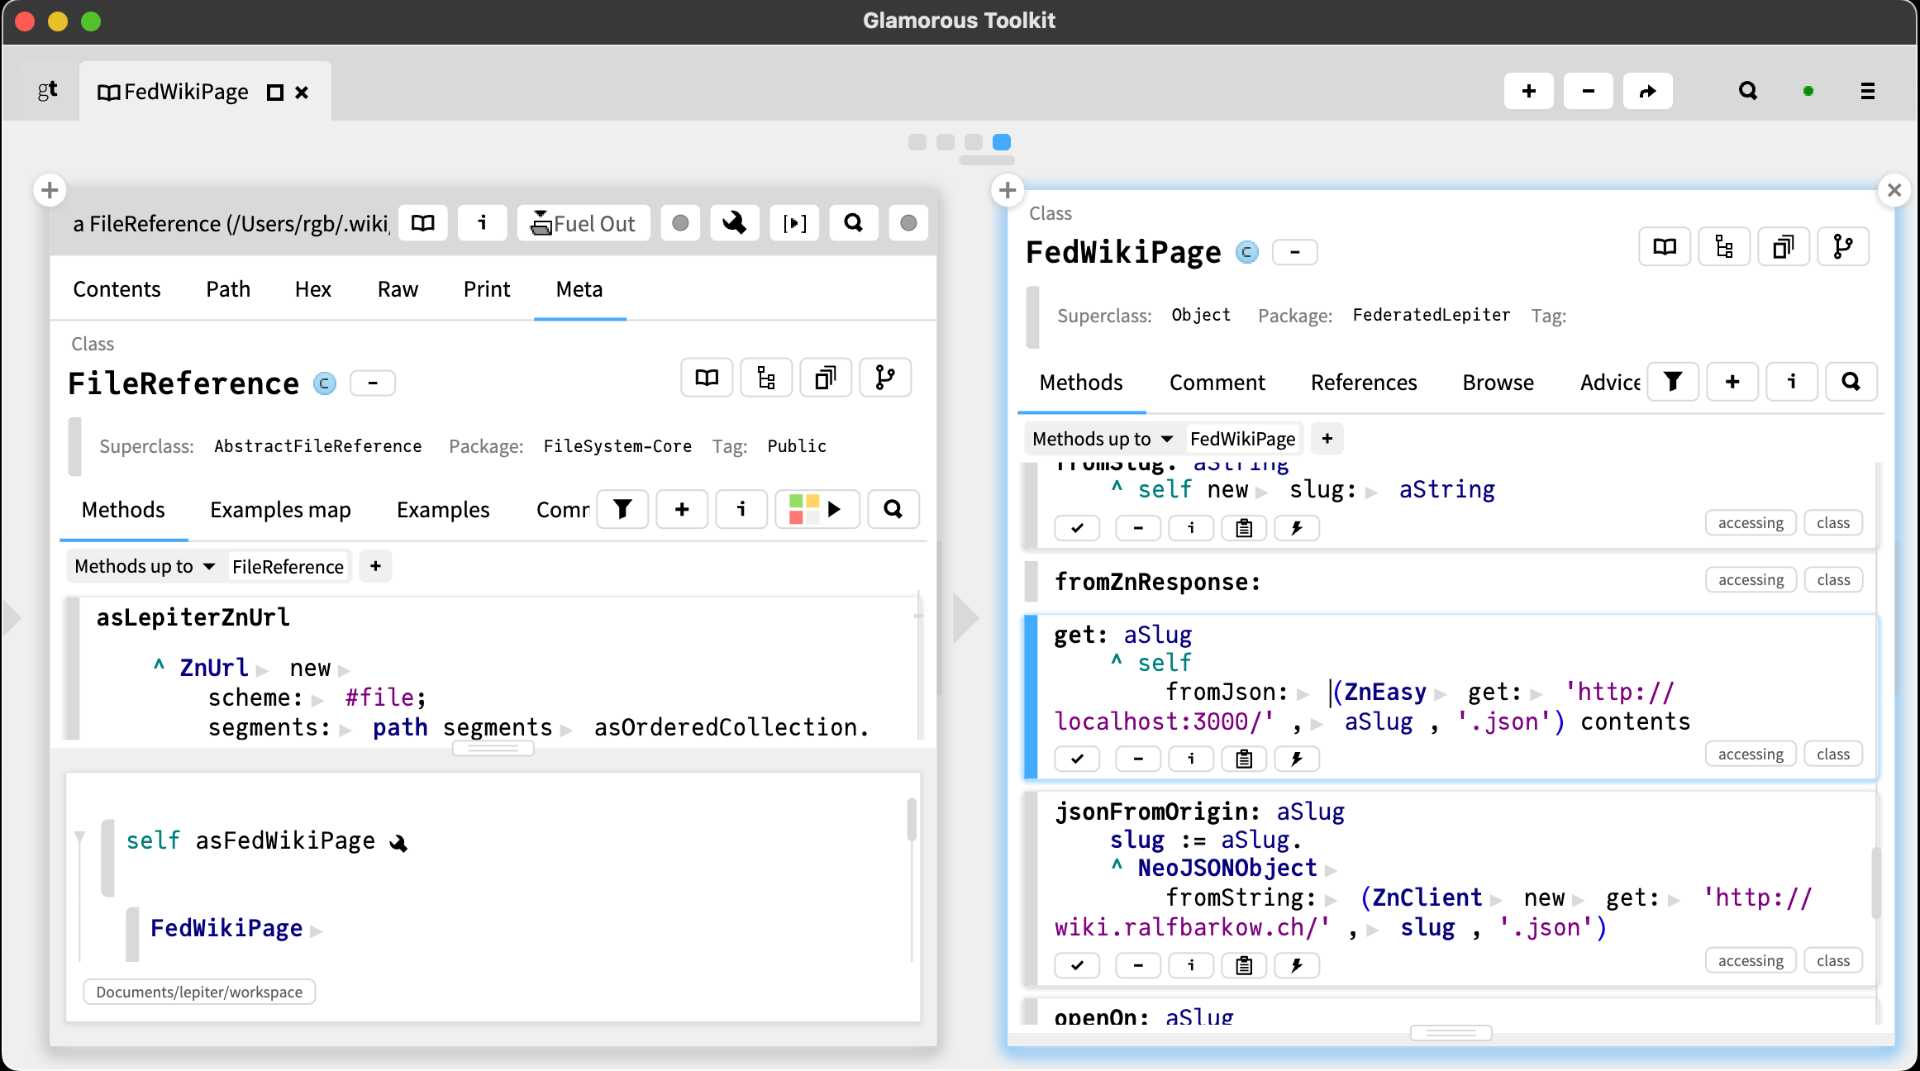 Glamorous Toolkit
gt
FedWikiPage
a FileReference (/Users/rgb/.wiki,
i
Fuel Out
Contents
Path
Hex
Raw
Print
Meta
Class
FileReference
C
Superclass: AbstractFileReference Package: FileSystem-Core Tag: Public
Methods
Examples map
Examples
Comr
i
Methods up to
FileReference
+
asLepiterZnUrl
^ ZnUrl new
scheme: #file;
segments: path segments asOrderedCollection.
self asFedWikiPage
FedWikiPage
Documents/lepiter/workspace
Class
FedWikiPage
C
Superclass: Object Package: FederatedLepiter Tag:
Methods
Comment
References
Browse
Advice
i
Methods up to
FedWikiPage
+
fromSlug: aString
^ self new slug: aString
i
accessing
class
fromZnResponse:
accessing
class
get: aSlug
^ self
fromJson: (ZnEasy get: 'http://
localhost:3000/' , aSlug , '.json') contents
i
accessing
class
jsonFromOrigin: aSlug
slug := aSlug.
^ NeoJSONObject
fromString: (ZnClient new get: 'http://
wiki.ralfbarkow.ch/' , slug , '.json')
i
accessing
class
openOn: aSlug